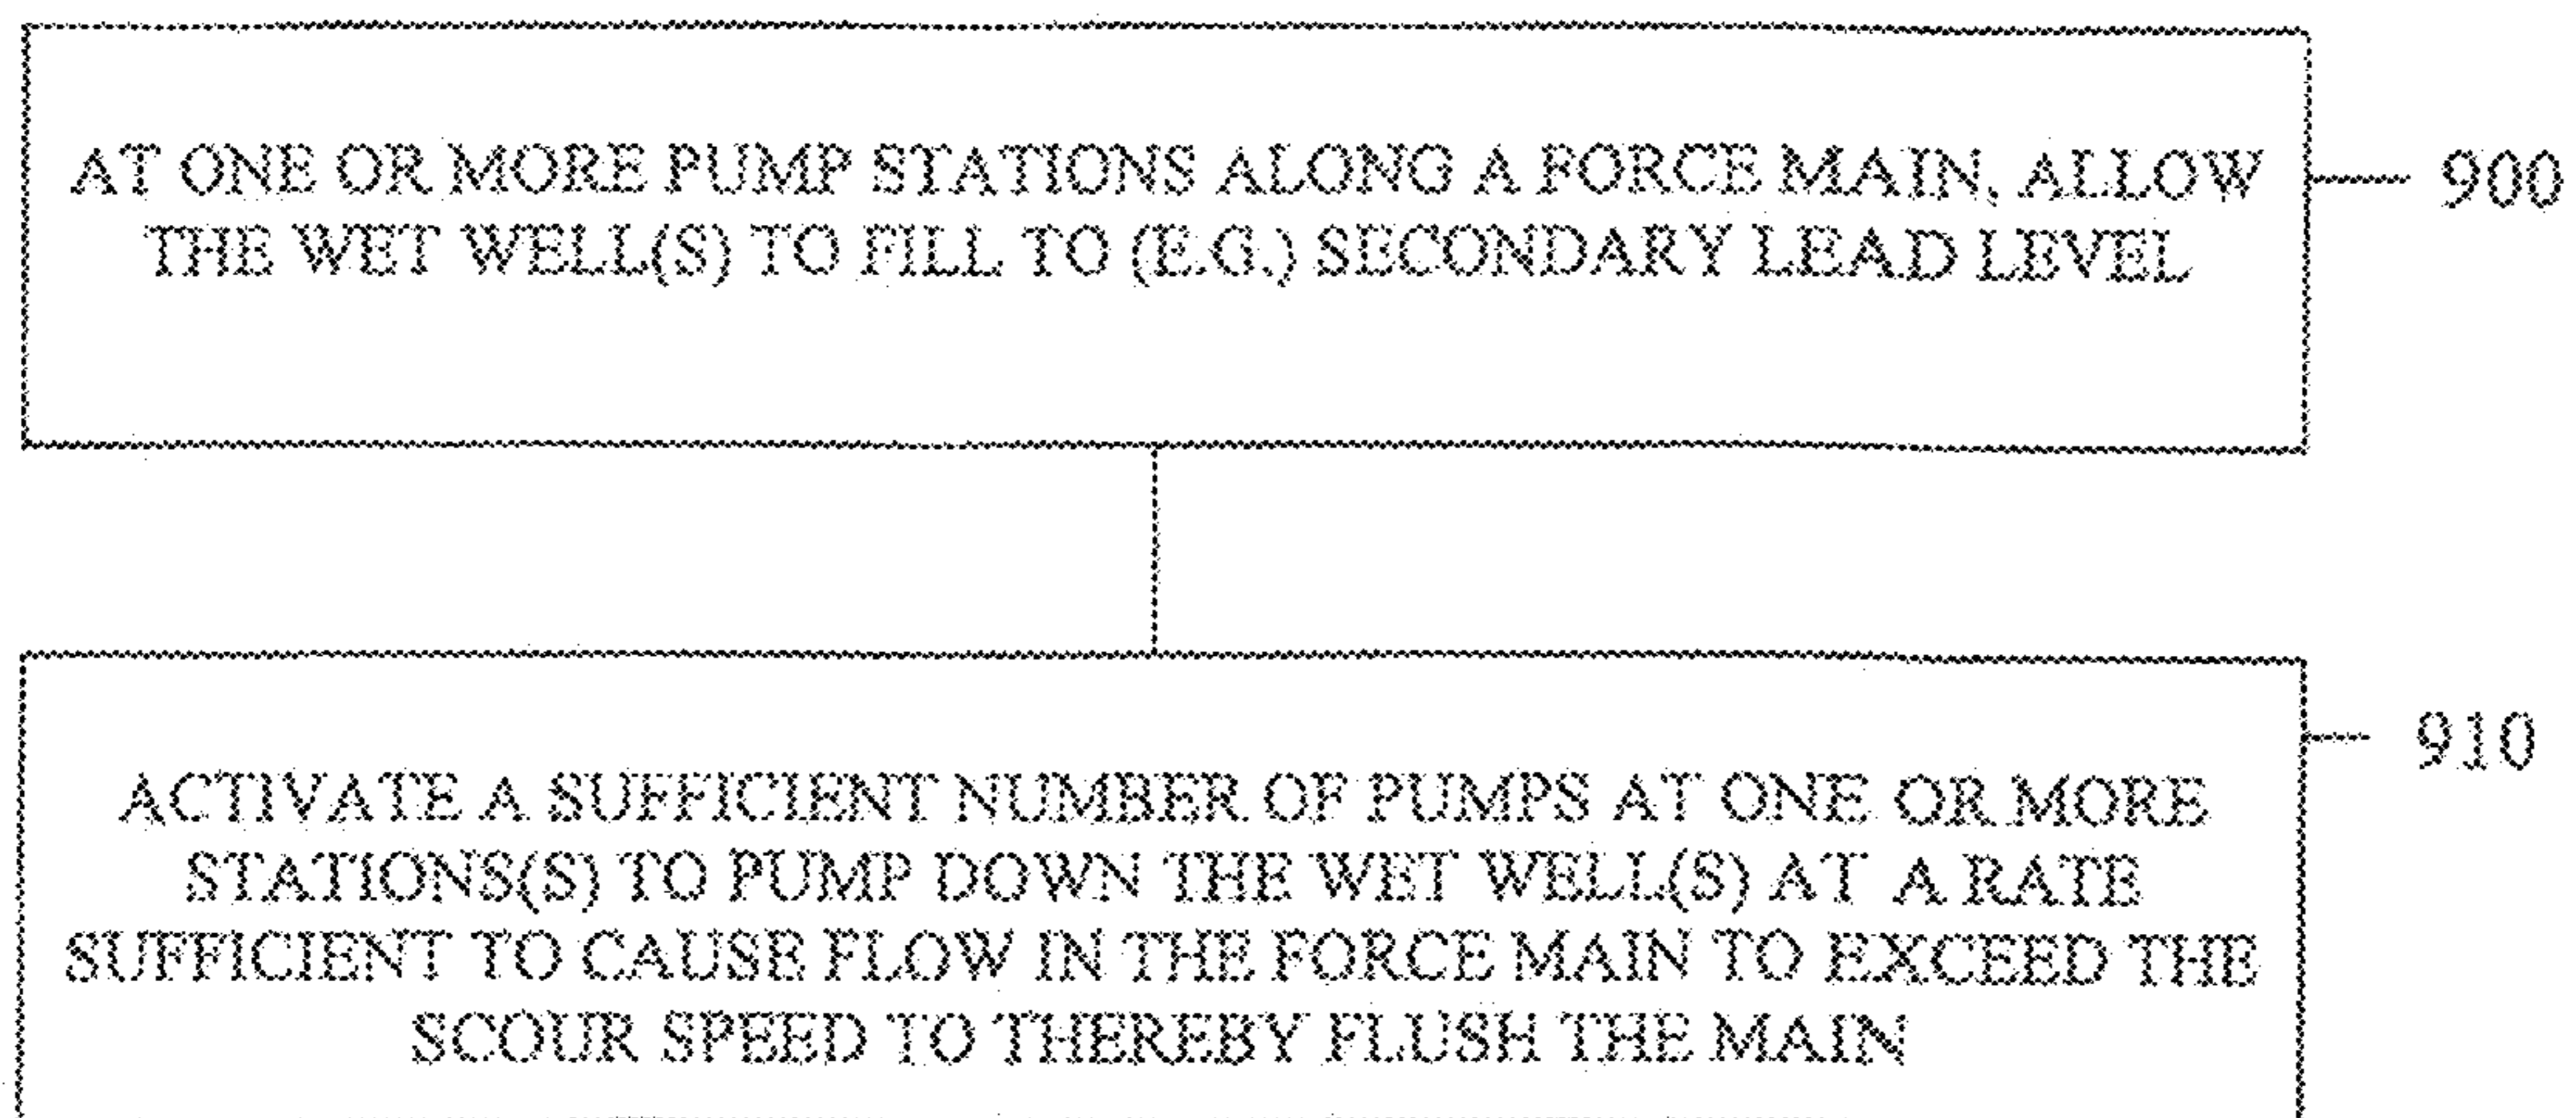 AT ONE OR MORE PUMP STATIONS ALONG A FORCE MAIN, ALLOW
THE WET WELL(S) TO FILL TO (E.G.) SECONDARY LEAD LEVEL
900
910
ACTIVATE A SUFFICIENT NUMBER OF PUMPS AT ONE OR MORE
STATIONS(S) TO PUMP DOWN THE WET WELL(S) AT A RATE
SUFFICIENT TO CAUSE FLOW IN THE FORCE MAIN TO EXCEED THE
SCOUR SPEED TO THEREBY FLUSH THE MAIN